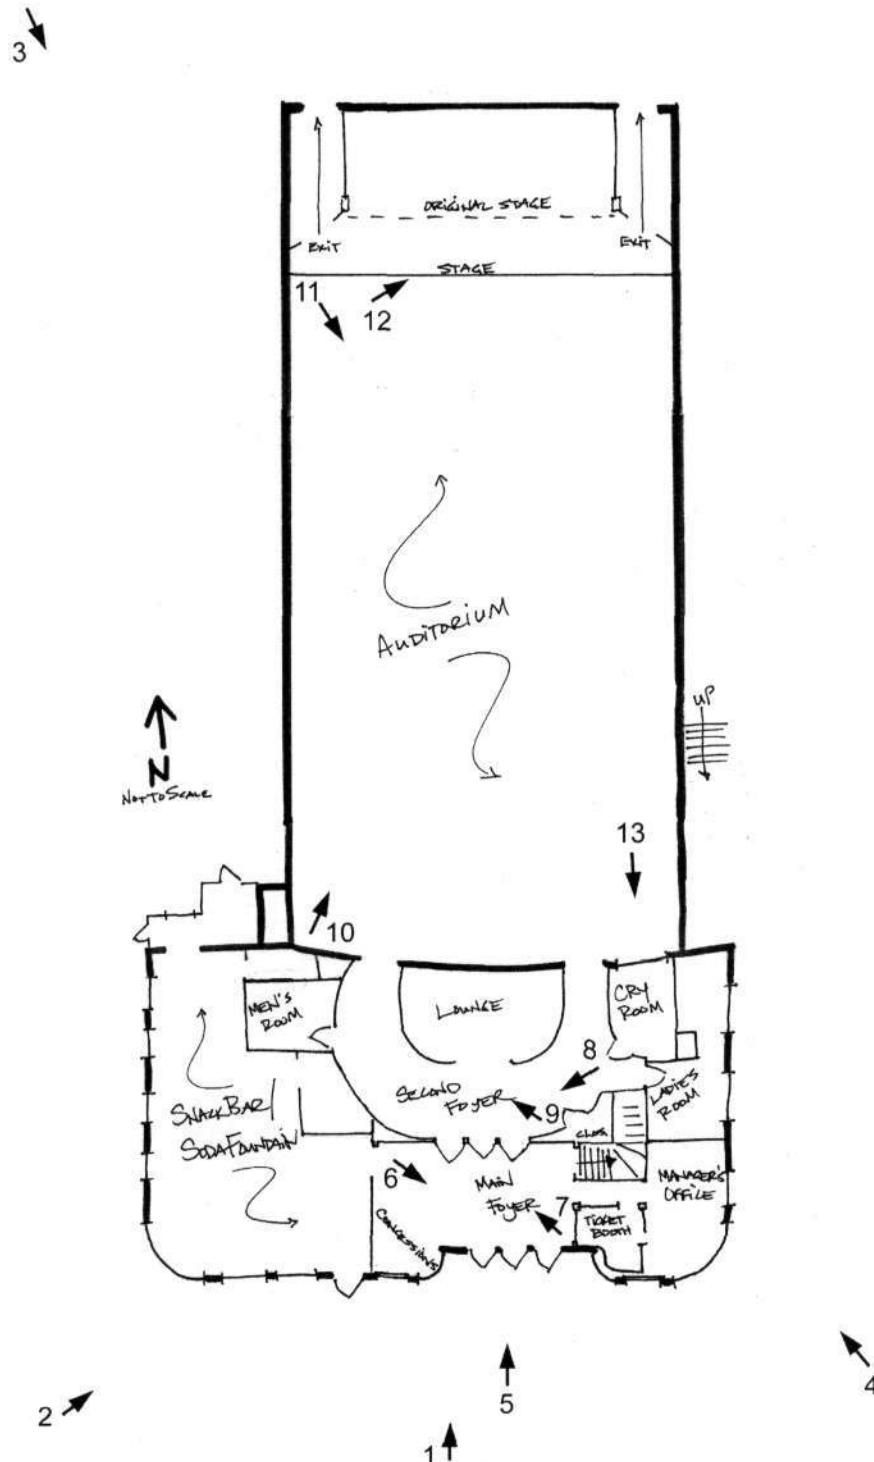 3
ORIGINAL STAGE
EXIT
EXIT
STAGE
11
12
AUDITORIUM
UP
N
NOT TO SCALE
13
10
MEN'S
ROOM
LOUNGE
CRY
ROOM
8
SECOND
FOYER
9
LADIE'S
ROOM
SNACK BAR
SODA FOUNTAIN
CLOS.
6
MAIN
FOYER
7
MANAGER'S
OFFICE
TICKET
BOOTH
CONCESSIONS
2
5
4
1